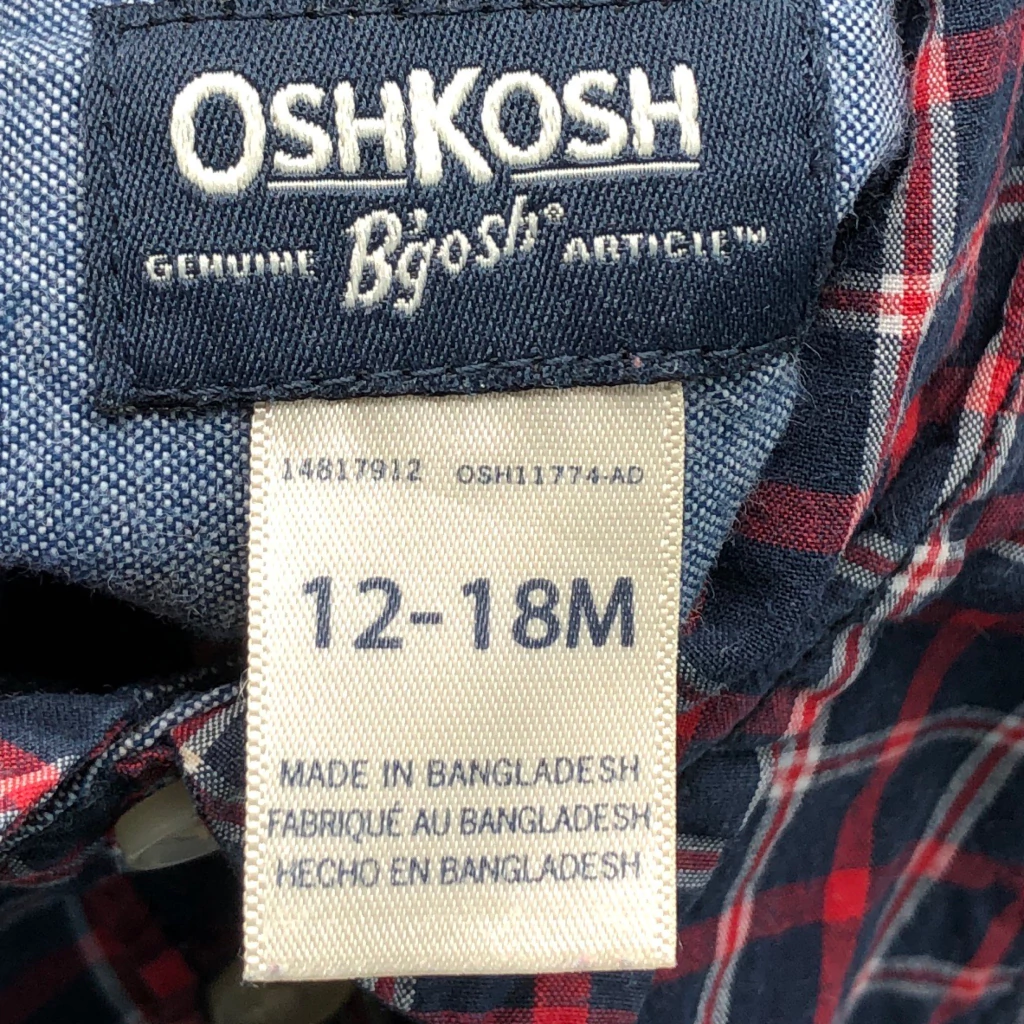 OSHKOSH
GENUINE B'gosh® ARTICLE™
14817912 OSH11774-AD
12-18M
MADE IN BANGLADESH
FABRIQUÉ AU BANGLADESH
HECHO EN BANGLADESH